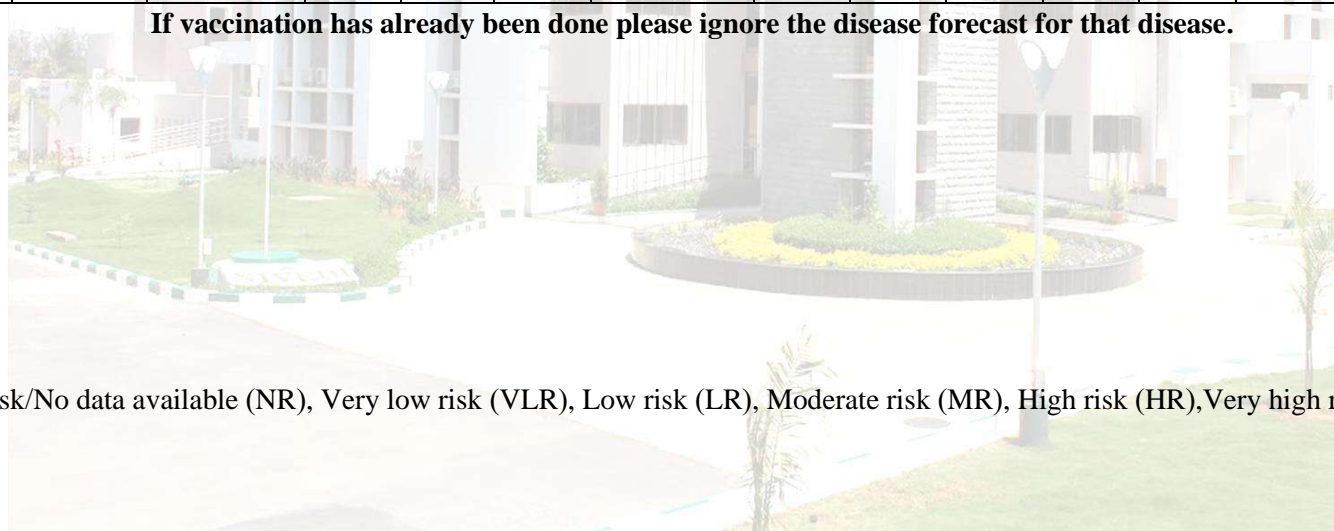 If vaccination has already been done please ignore the disease forecast for that disease.
sk/No data available (NR), Very low risk (VLR), Low risk (LR), Moderate risk (MR), High risk (HR),Very high